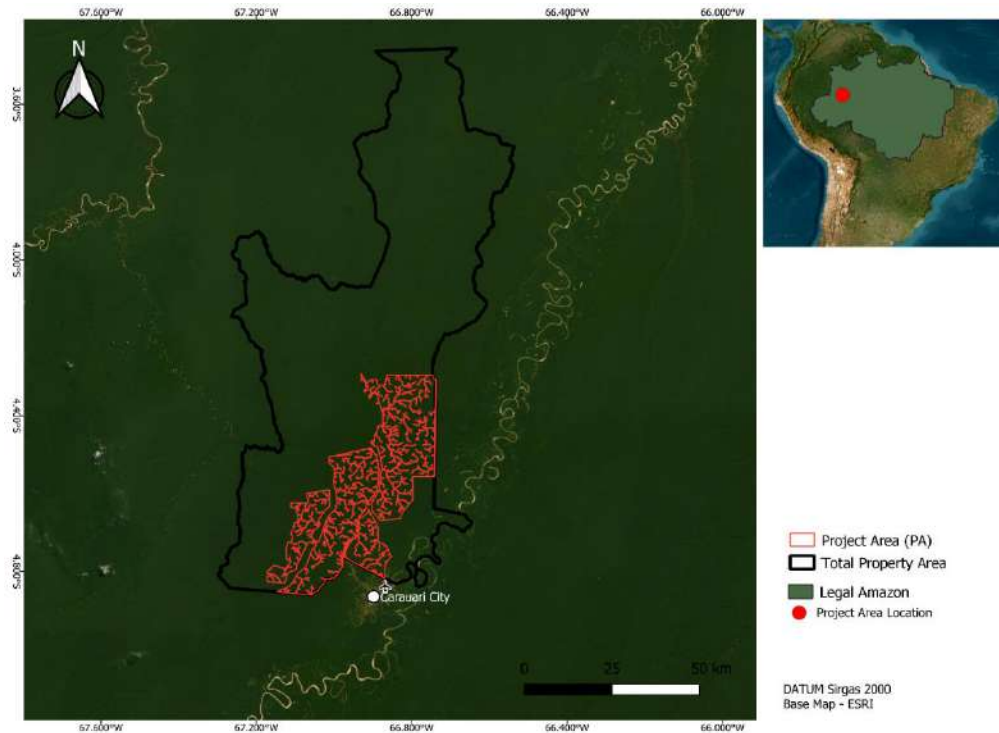 67.600°W 67.200°W 66.800°W 66.400°W 66.000°W
N
3.600°S
4.000°S
4.400°S
4.800°S
Carauari City
0 25 50 km
67.600°W 67.200°W 66.800°W 66.400°W 66.000°W
Project Area (PA)
Total Property Area
Legal Amazon
Project Area Location
DATUM Sirgas 2000
Base Map - ESRI